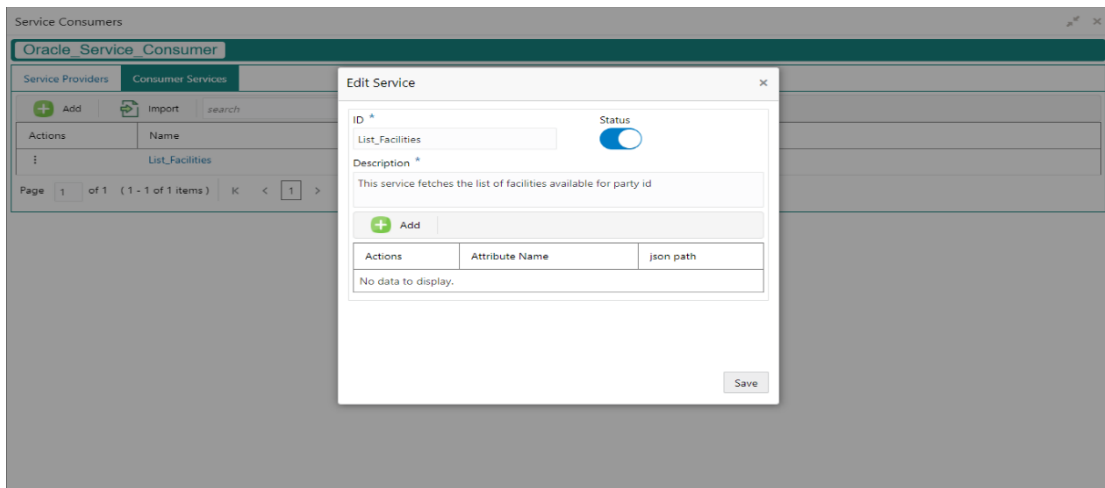 Service Consumers
Oracle_Service_Consumer
Service Providers Consumer Services
Add Import search
Actions Name
List_Facilities
Page 1 of 1 (1 - 1 of 1 items) K < 1 >
Edit Service ×
ID * Status
List_Facilities
Description *
This service fetches the list of facilities available for party id
Add
Actions Attribute Name json path
No data to display.
Save